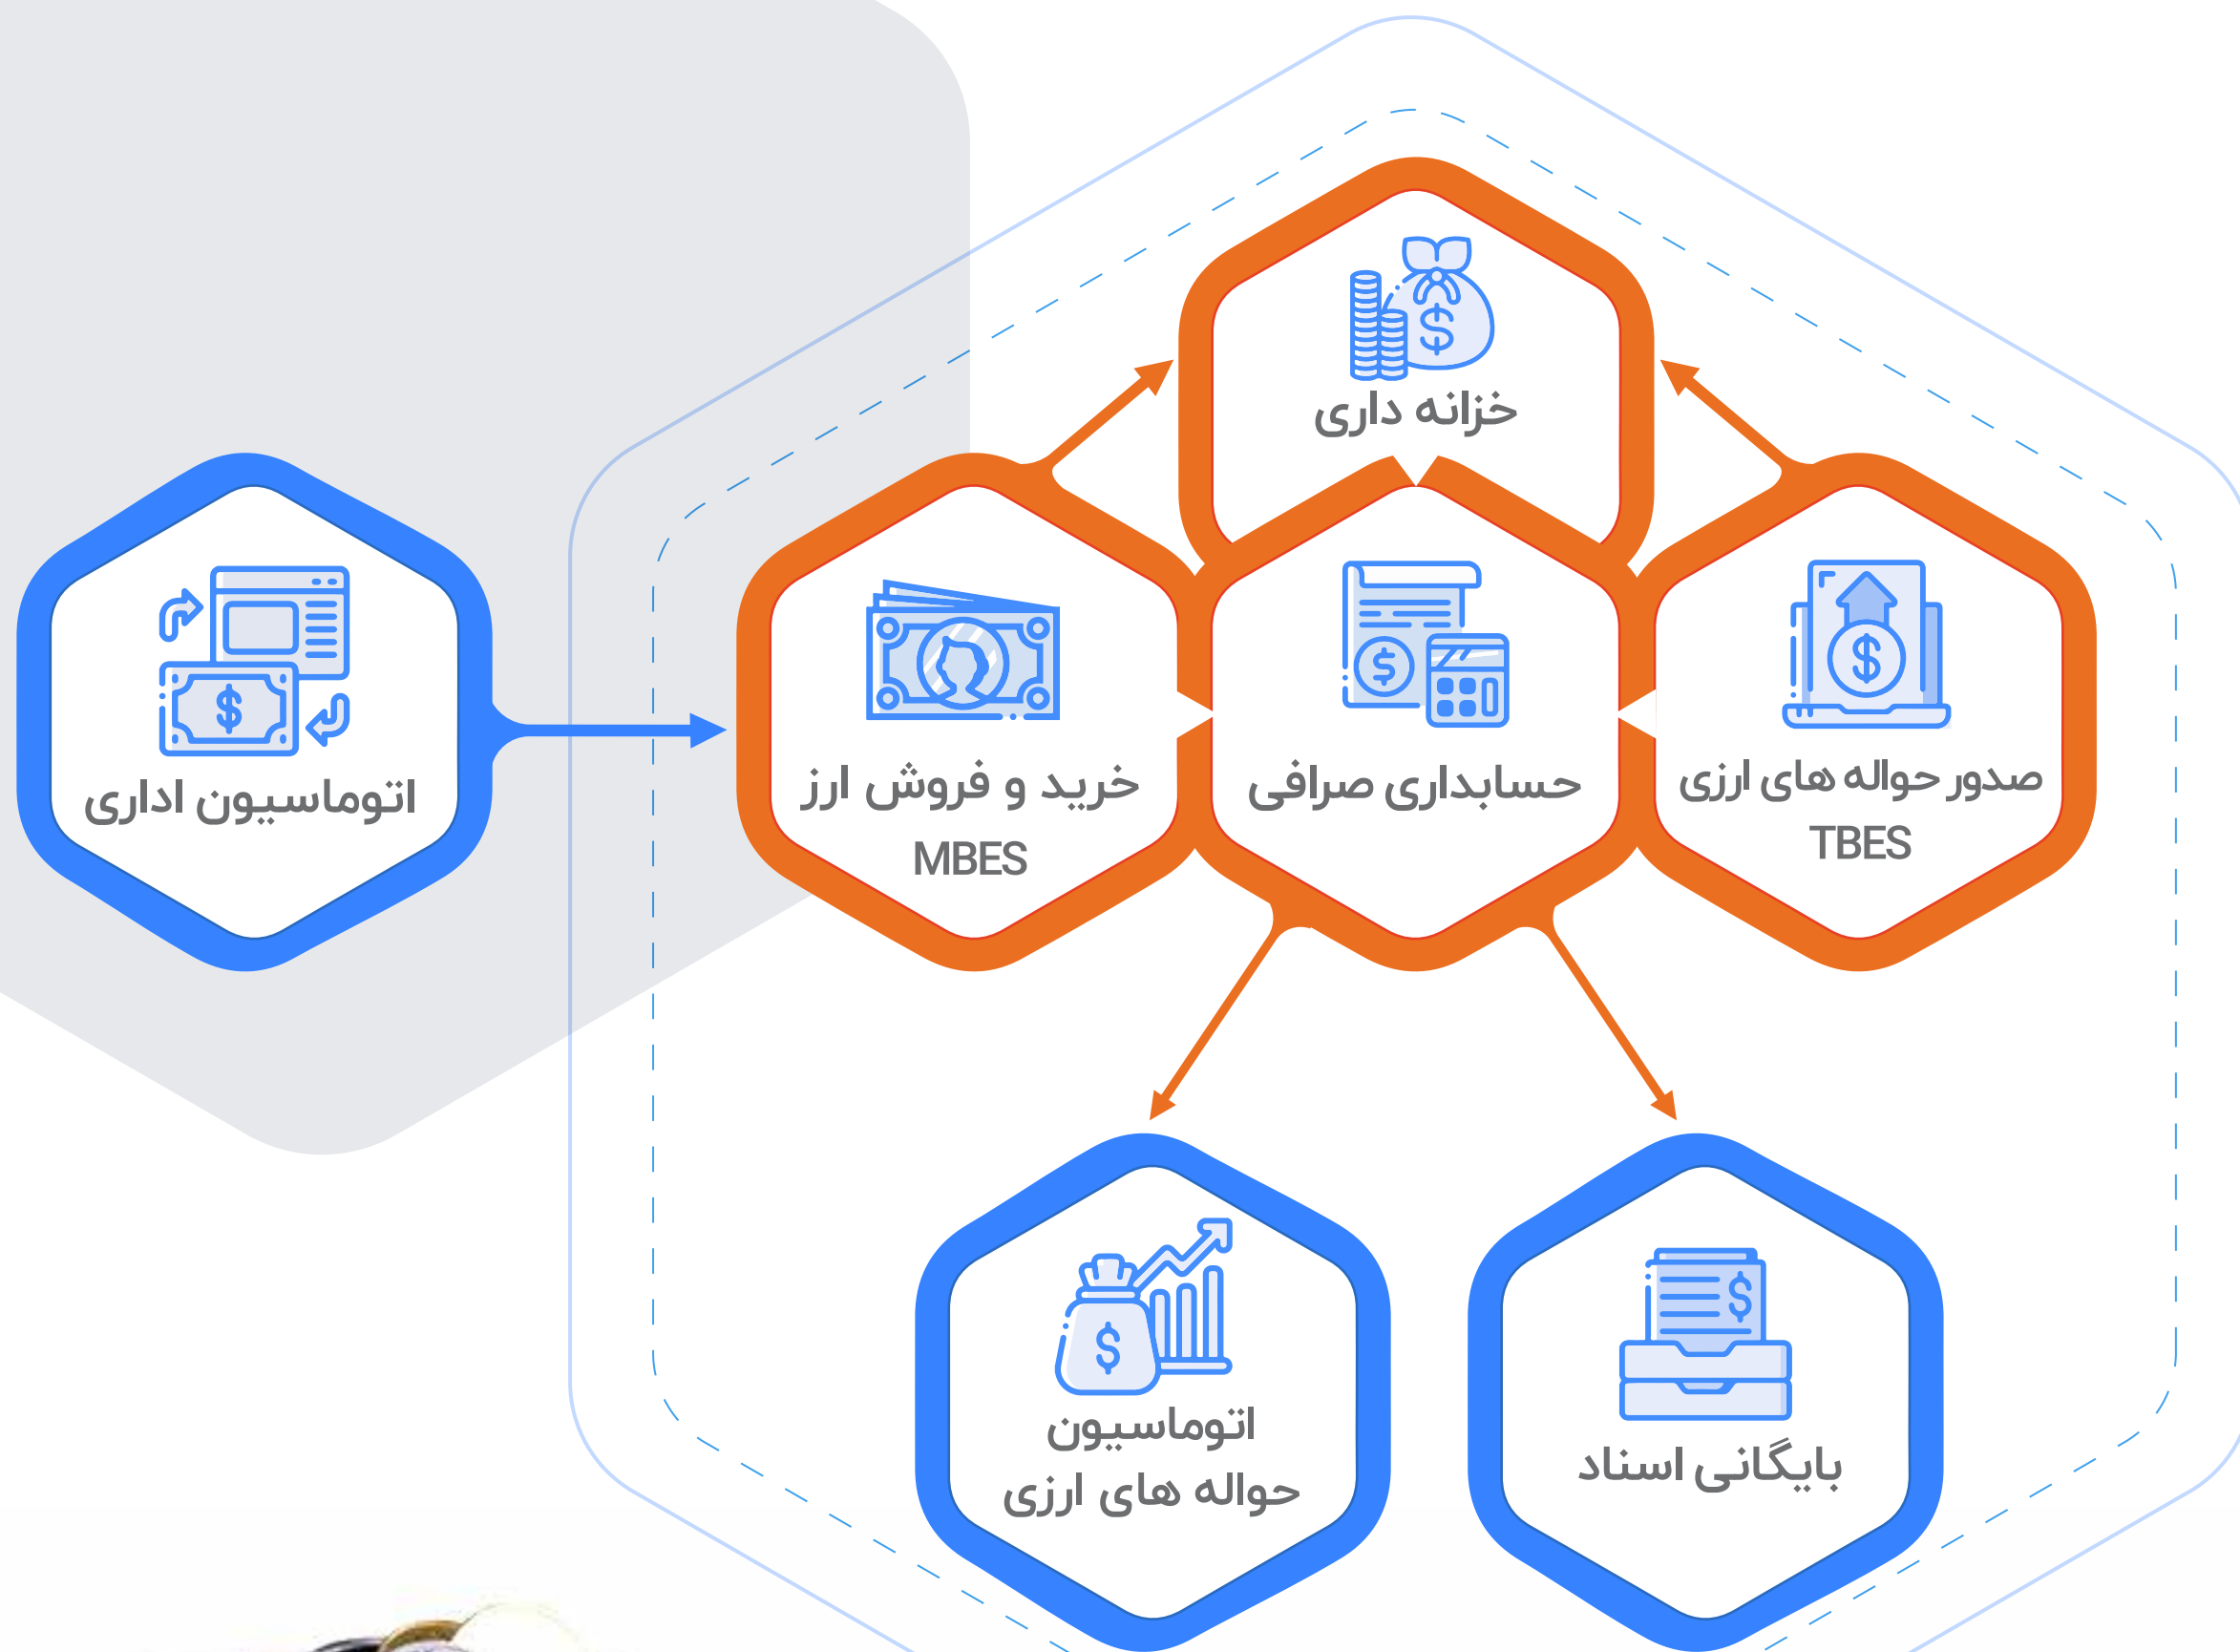 خزانه داری
صدور حواله های ارزی
TBES
حسابداری صرافی
خرید و فروش ارز
MBES
اتوماسیون اداری
اتوماسیون
حواله های ارزی
بایگانی اسناد